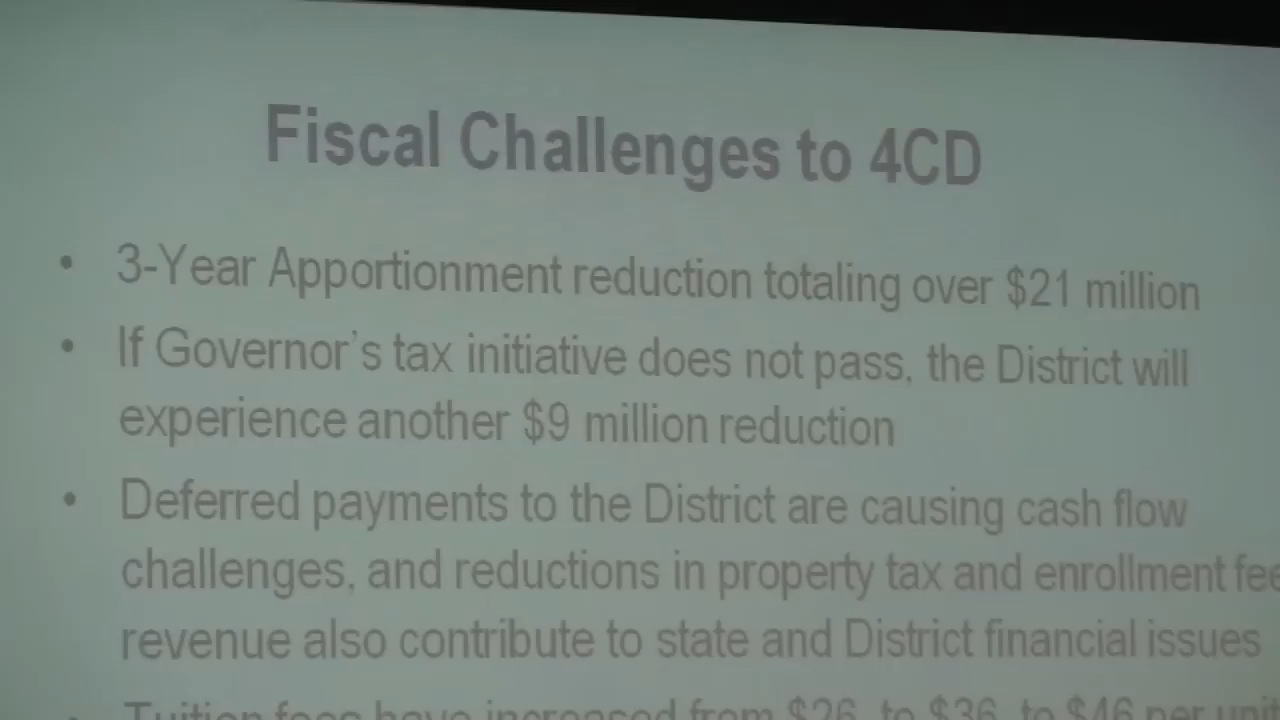 Fiscal Challenges to 4CD
• 3-Year Apportionment reduction totaling over $21 million
• If Governor's tax initiative does not pass, the District will
experience another $9 million reduction
• Deferred payments to the District are causing cash flow
challenges, and reductions in property tax and enrollment fee
revenue also contribute to state and District financial issues
• Tuition fees have increased from $26, to $36, to $46 per unit